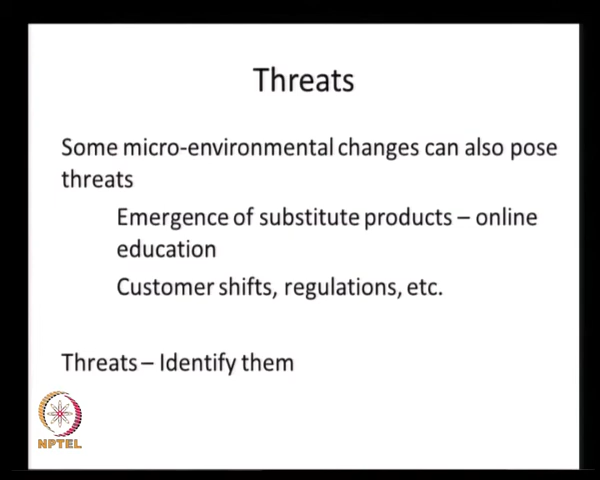 Threats
Some micro-environmental changes can also pose
threats
Emergence of substitute products – online
education
Customer shifts, regulations, etc.
Threats – Identify them
NPTEL